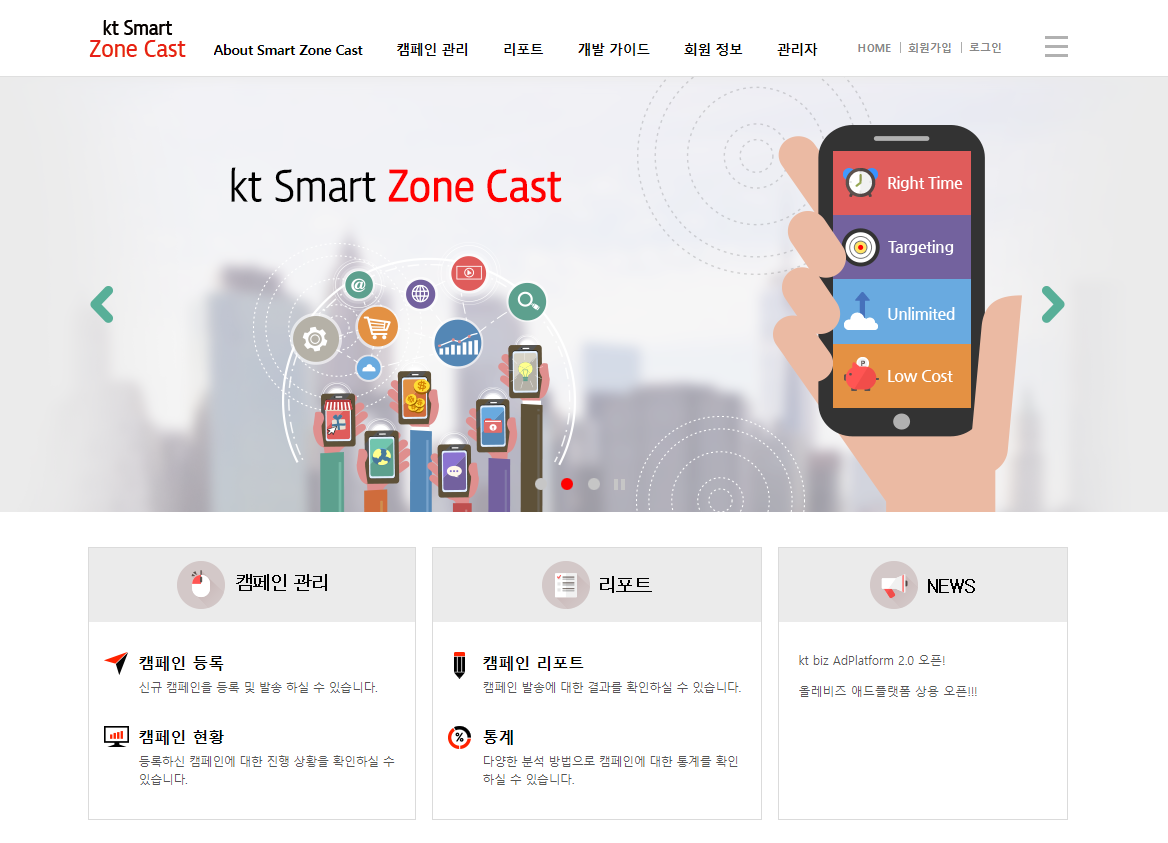 kt Smart
Zone Cast
About Smart Zone Cast 캠페인 관리 리포트 개발 가이드 회원 정보 관리자 HOME 회원가입 로그인
kt Smart Zone Cast
Right Time
Targeting
Unlimited
Low Cost
캠페인 관리
캠페인 등록
신규 캠페인을 등록 및 발송 하실 수 있습니다.
캠페인 현황
등록하신 캠페인에 대한 진행 상황을 확인하실 수
있습니다.
리포트
캠페인 리포트
캠페인 발송에 대한 결과를 확인하실 수 있습니다.
통계
다양한 분석 방법으로 캠페인에 대한 통계를 확인
하실 수 있습니다.
NEWS
kt biz AdPlatform 2.0 오픈!
올레비즈 애드플랫폼 상용 오픈!!!